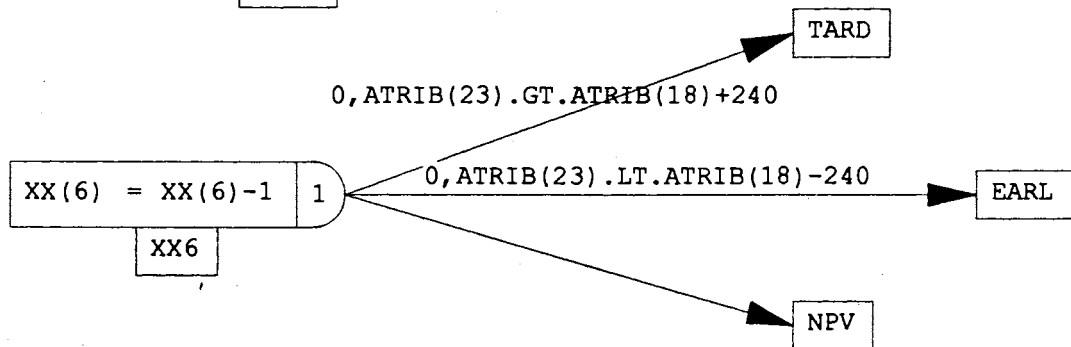 TARD
0,ATRIB(23).GT.ATRIB(18)+240
0,ATRIB(23).LT.ATRIB(18)-240
XX(6) = XX(6)-1 1
EARL
XX6
NPV